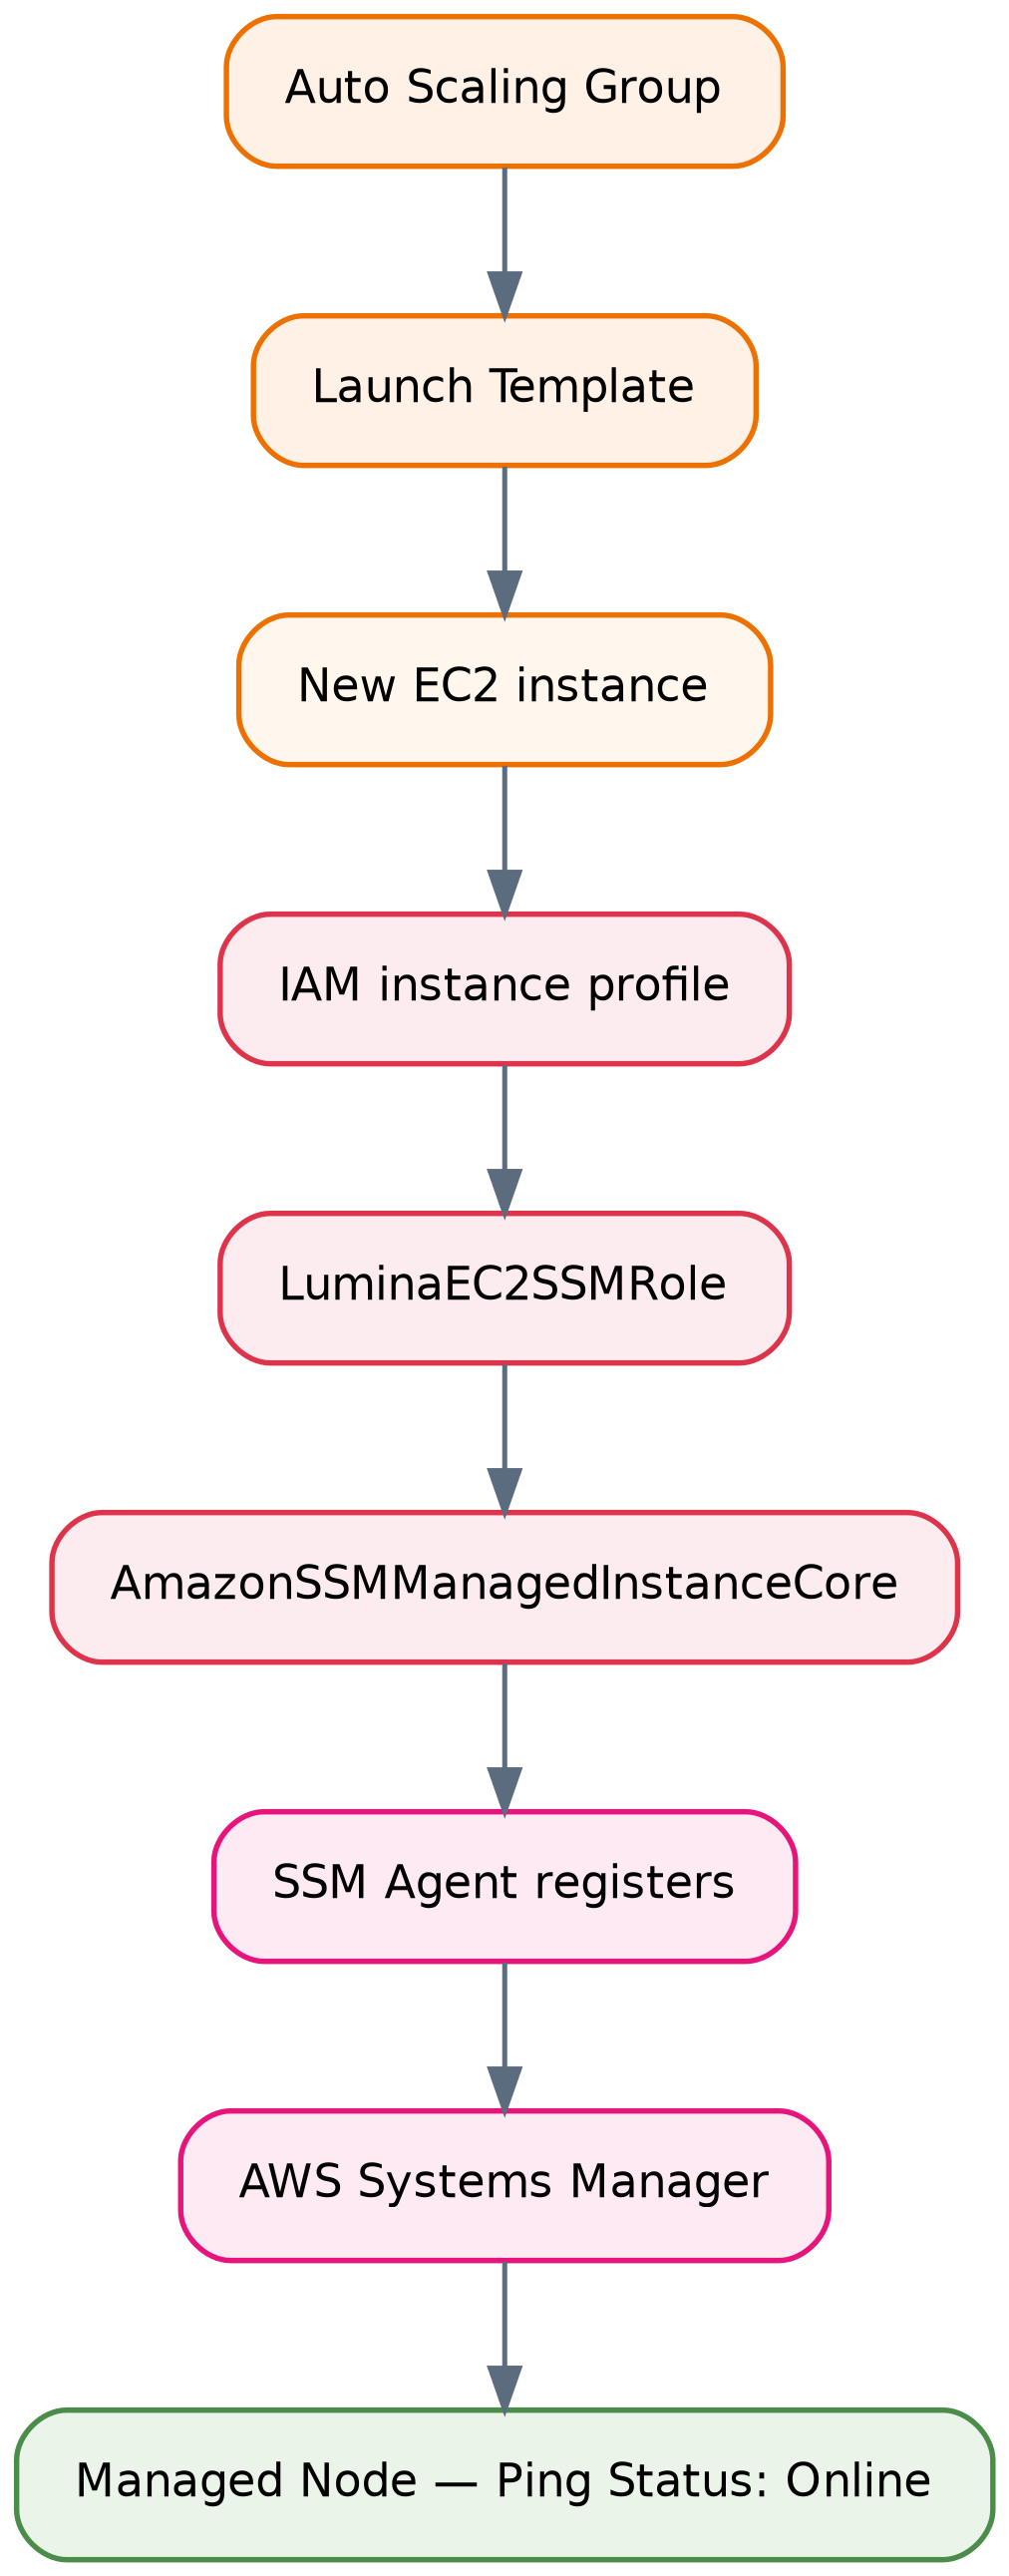 Auto Scaling Group
Launch Template
New EC2 instance
IAM instance profile
LuminaEC2SSMRole
AmazonSSMManagedInstanceCore
SSM Agent registers
AWS Systems Manager
Managed Node — Ping Status: Online